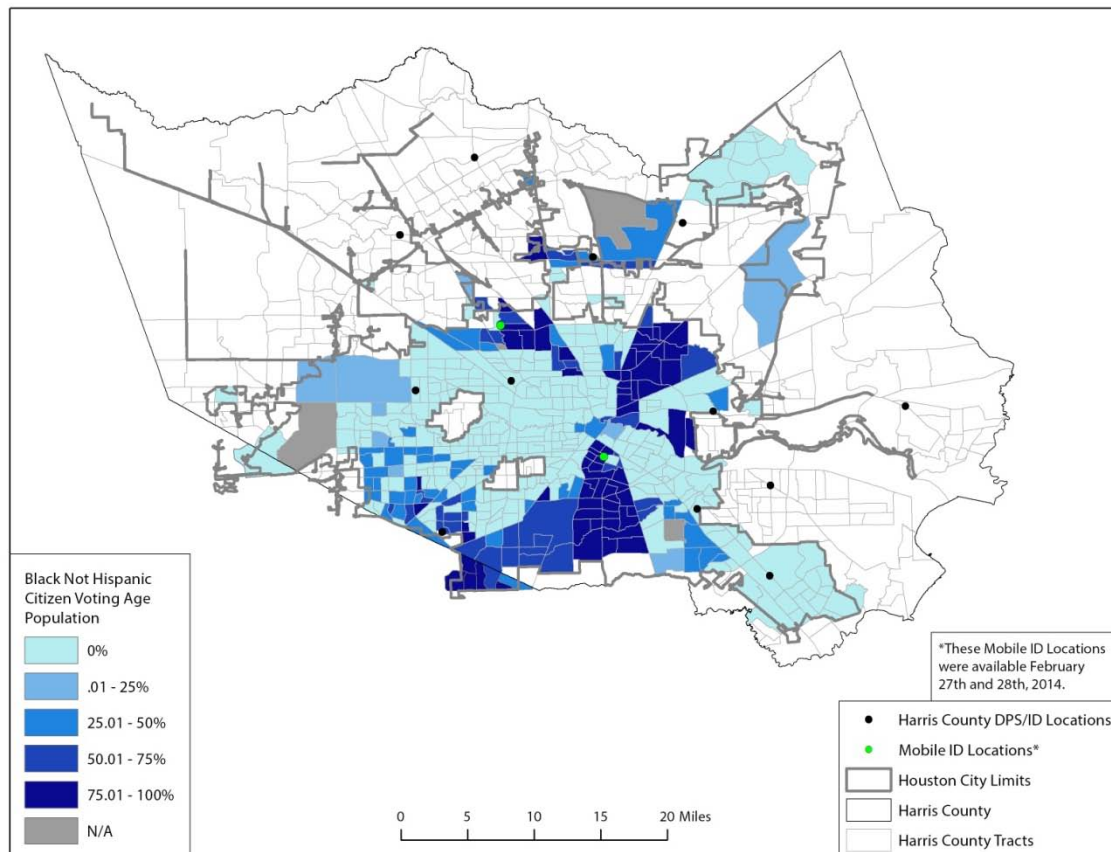 Black Not Hispanic
Citizen Voting Age
Population
0%
.01 - 25%
25.01 - 50%
50.01 - 75%
75.01 - 100%
N/A
0 5 10 15 20 Miles
*These Mobile ID Locations
were available February
27th and 28th, 2014.
Harris County DPS/ID Locations
Mobile ID Locations*
Houston City Limits
Harris County
Harris County Tracts